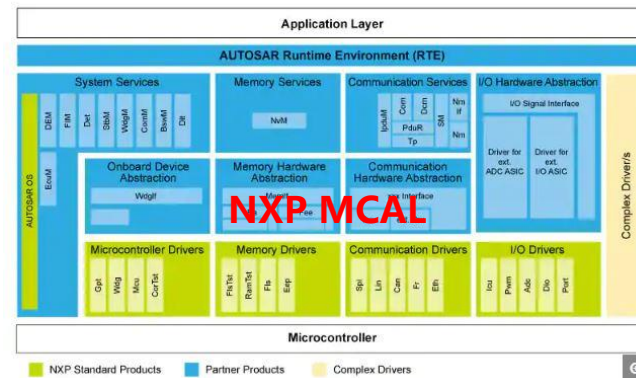 Application Layer
AUTOSAR Runtime Environment (RTE)
System Services
Memory Services
Communication Services
I/O Hardware Abstraction
AUTOSAR OS
DEM
FiM
Det
StbM
WdgM
ComM
BswM
Dlt
EcuM
NvM
IpduM
Com
Dcm
PduR
Tp
SM
Nm If
Nm
I/O Signal Interface
Driver for ext. ADC ASIC
Driver for ext. I/O ASIC
Complex Driver/s
Onboard Device Abstraction
WdgIf
Memory Hardware Abstraction
Fee
Communication Hardware Abstraction
Interface
NXP MCAL
Microcontroller Drivers
Gpt
Wdg
Mcu
CorTst
Memory Drivers
FlsTst
RamTst
Fls
Eep
Communication Drivers
Spi
Lin
Can
Fr
Eth
I/O Drivers
Icu
Pwm
Adc
Dio
Port
Microcontroller
NXP Standard Products
Partner Products
Complex Drivers